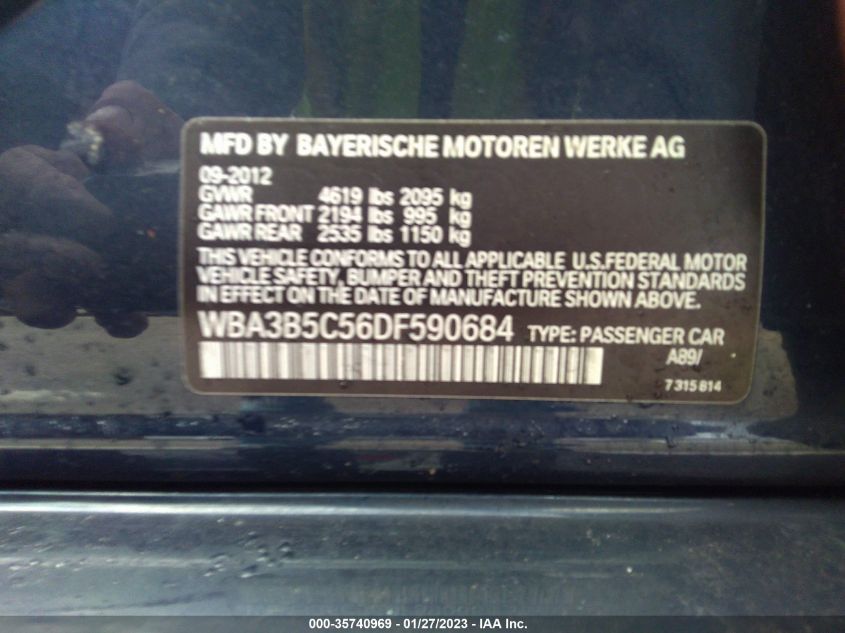 MFD BY BAYERISCHE MOTOREN WERKE AG
09-2012
GVWR 4619 lbs 2095 kg
GAWR FRONT 2194 lbs 995 kg
GAWR REAR 2535 lbs 1150 kg
THIS VEHICLE CONFORMS TO ALL APPLICABLE U.S.FEDERAL MOTOR
VEHICLE SAFETY, BUMPER AND THEFT PREVENTION STANDARDS
IN EFFECT ON THE DATE OF MANUFACTURE SHOWN ABOVE.
WBA3B5C56DF590684 TYPE: PASSENGER CAR
A89/
7315814
000-35740969 - 01/27/2023 - IAA Inc.